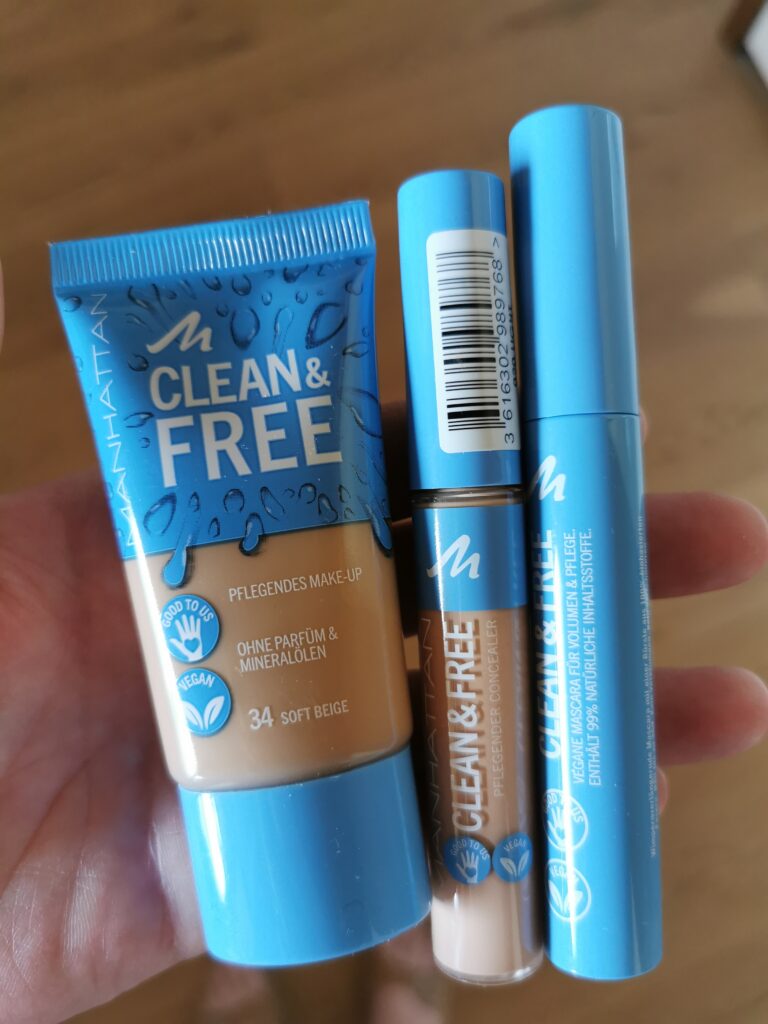 MANHATTAN
M
CLEAN &
FREE
PFLEGENDES MAKE-UP
GOOD TO US
OHNE PARFÜM &
MINERALÖLEN
VEGAN
34 SOFT BEIGE
3 616302 989768 >
M
MANHATTAN
CLEAN & FREE
PFLEGENDER CONCEALER
GOOD TO US
VEGAN
M
CLEAN & FREE
VEGANE MASCARA FÜR VOLUMEN & PFLEGE.
ENTHÄLT 99% NATÜRLICHE INHALTSSTOFFE.